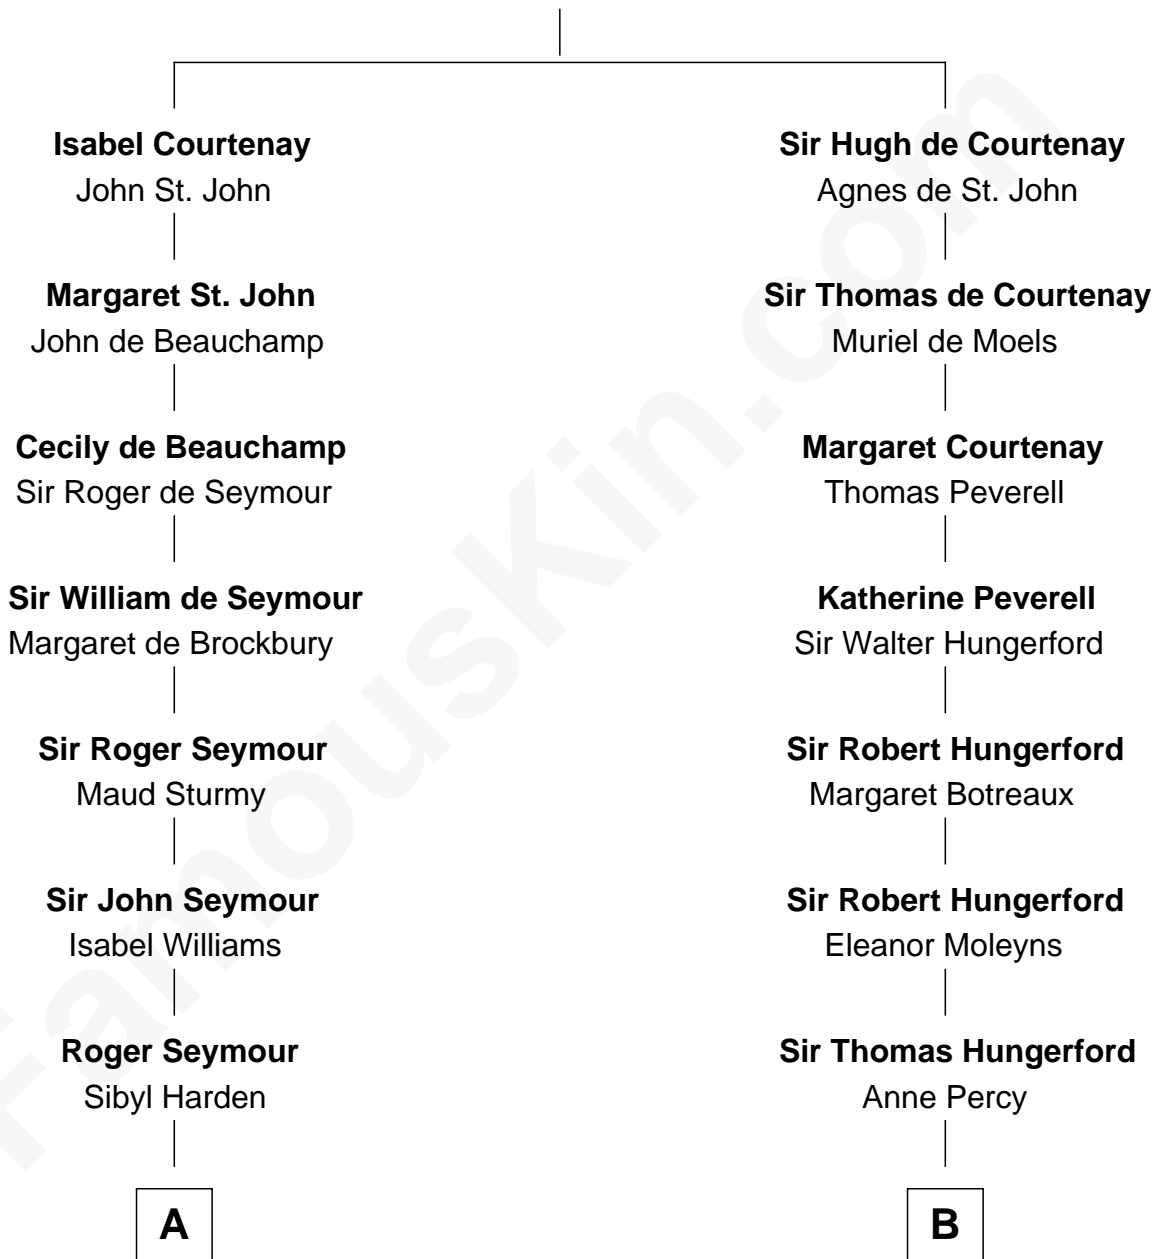 Isabel Courtenay
John St. John
Sir Hugh de Courtenay
Agnes de St. John
Margaret St. John
John de Beauchamp
Sir Thomas de Courtenay
Muriel de Moels
Cecily de Beauchamp
Sir Roger de Seymour
Margaret Courtenay
Thomas Peverell
Sir William de Seymour
Margaret de Brockbury
Katherine Peverell
Sir Walter Hungerford
Sir Roger Seymour
Maud Sturmy
Sir Robert Hungerford
Margaret Botreaux
Sir John Seymour
Isabel Williams
Sir Robert Hungerford
Eleanor Moleyns
Roger Seymour
Sibyl Harden
Sir Thomas Hungerford
Anne Percy
A
B
FamousKin.com